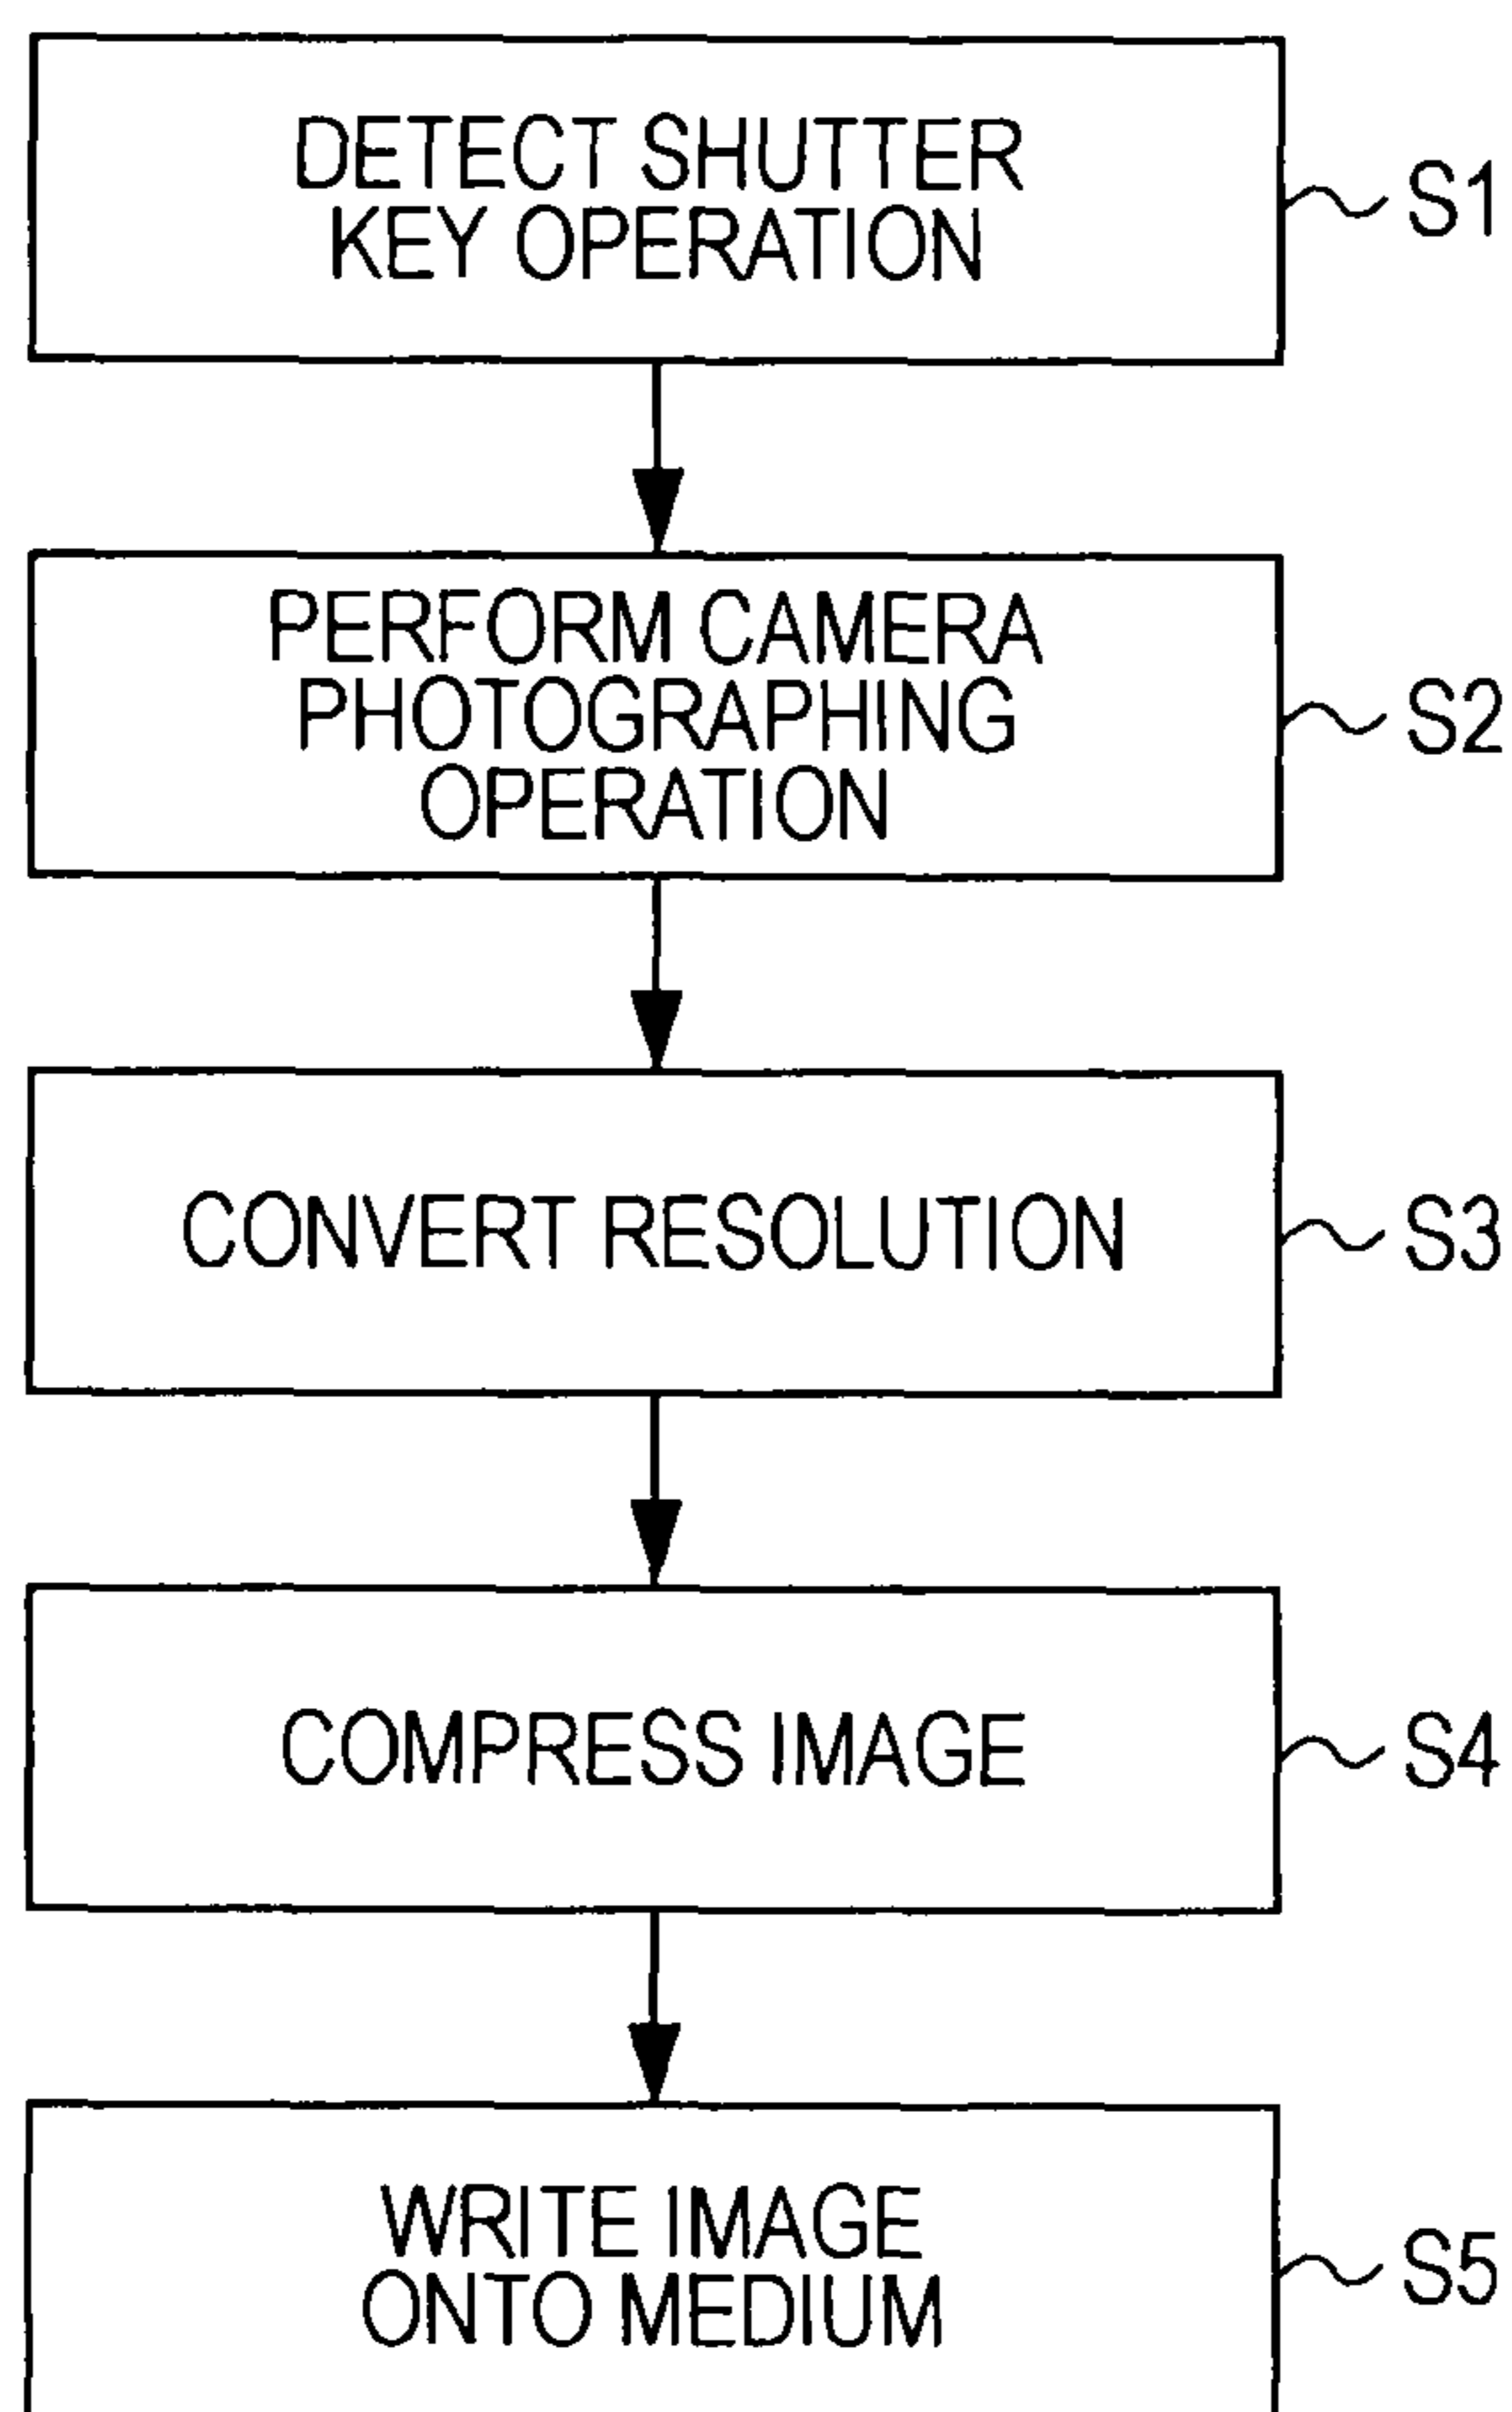 DETECT SHUTTER
KEY OPERATION
S1
PERFORM CAMERA
PHOTOGRAPHING
OPERATION
S2
CONVERT RESOLUTION
S3
COMPRESS IMAGE
S4
WRITE IMAGE
ONTO MEDIUM
S5